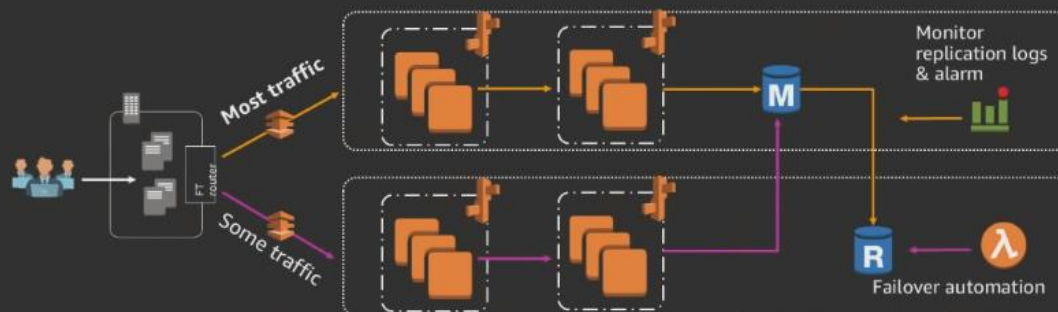 Most traffic
Some traffic
FT
router
M
R
Monitor
replication logs
& alarm
λ
Failover automation